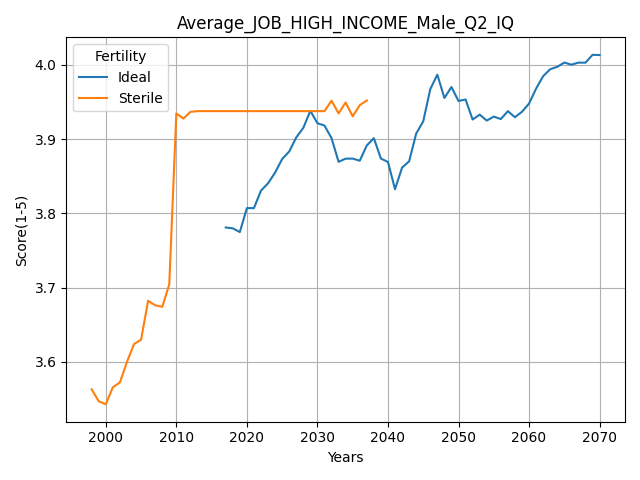 Average_JOB_HIGH_INCOME_Male_Q2_IQ
Fertility
Ideal
Sterile
Score(1-5)
4.0
3.9
3.8
3.7
3.6
2000 2010 2020 2030 2040 2050 2060 2070
Years